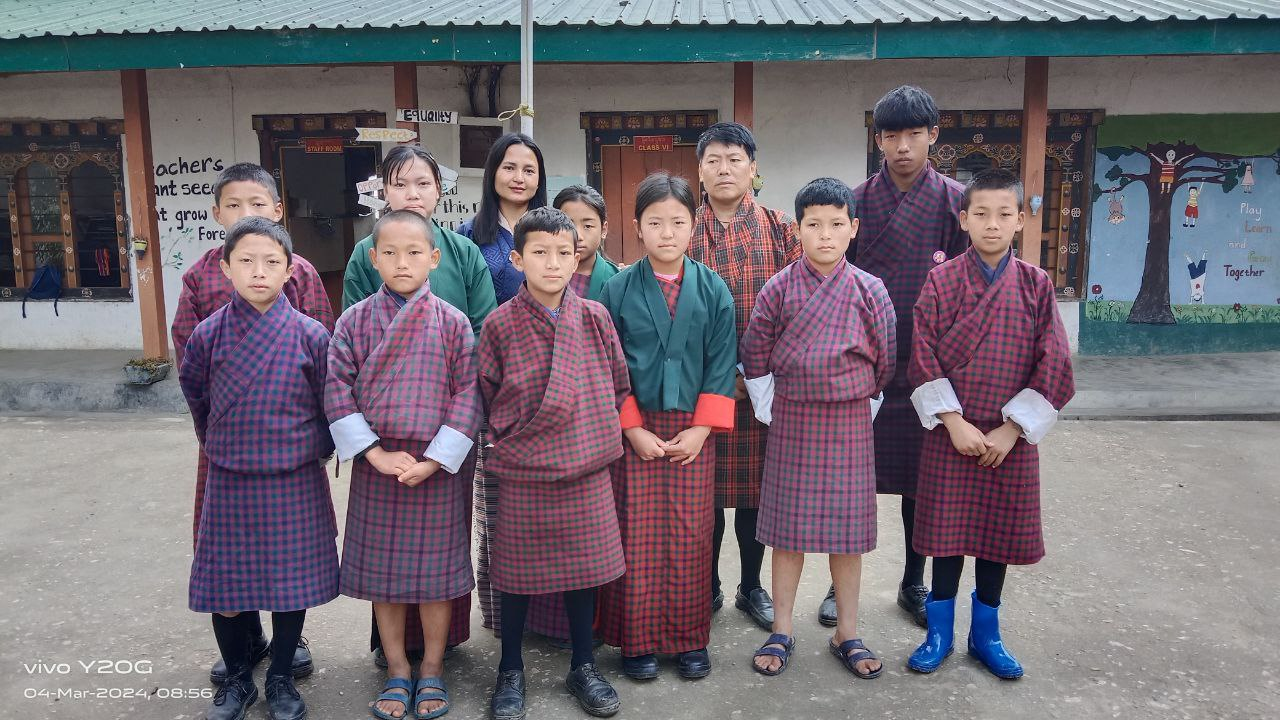 EQUALITY
Respect
STAFF ROOM
CLASS VI
achers
ant seed
t grow
Fore
this
Play
Learn
and
Grow
Together
vivo Y20G
04-Mar-2024, 08:56